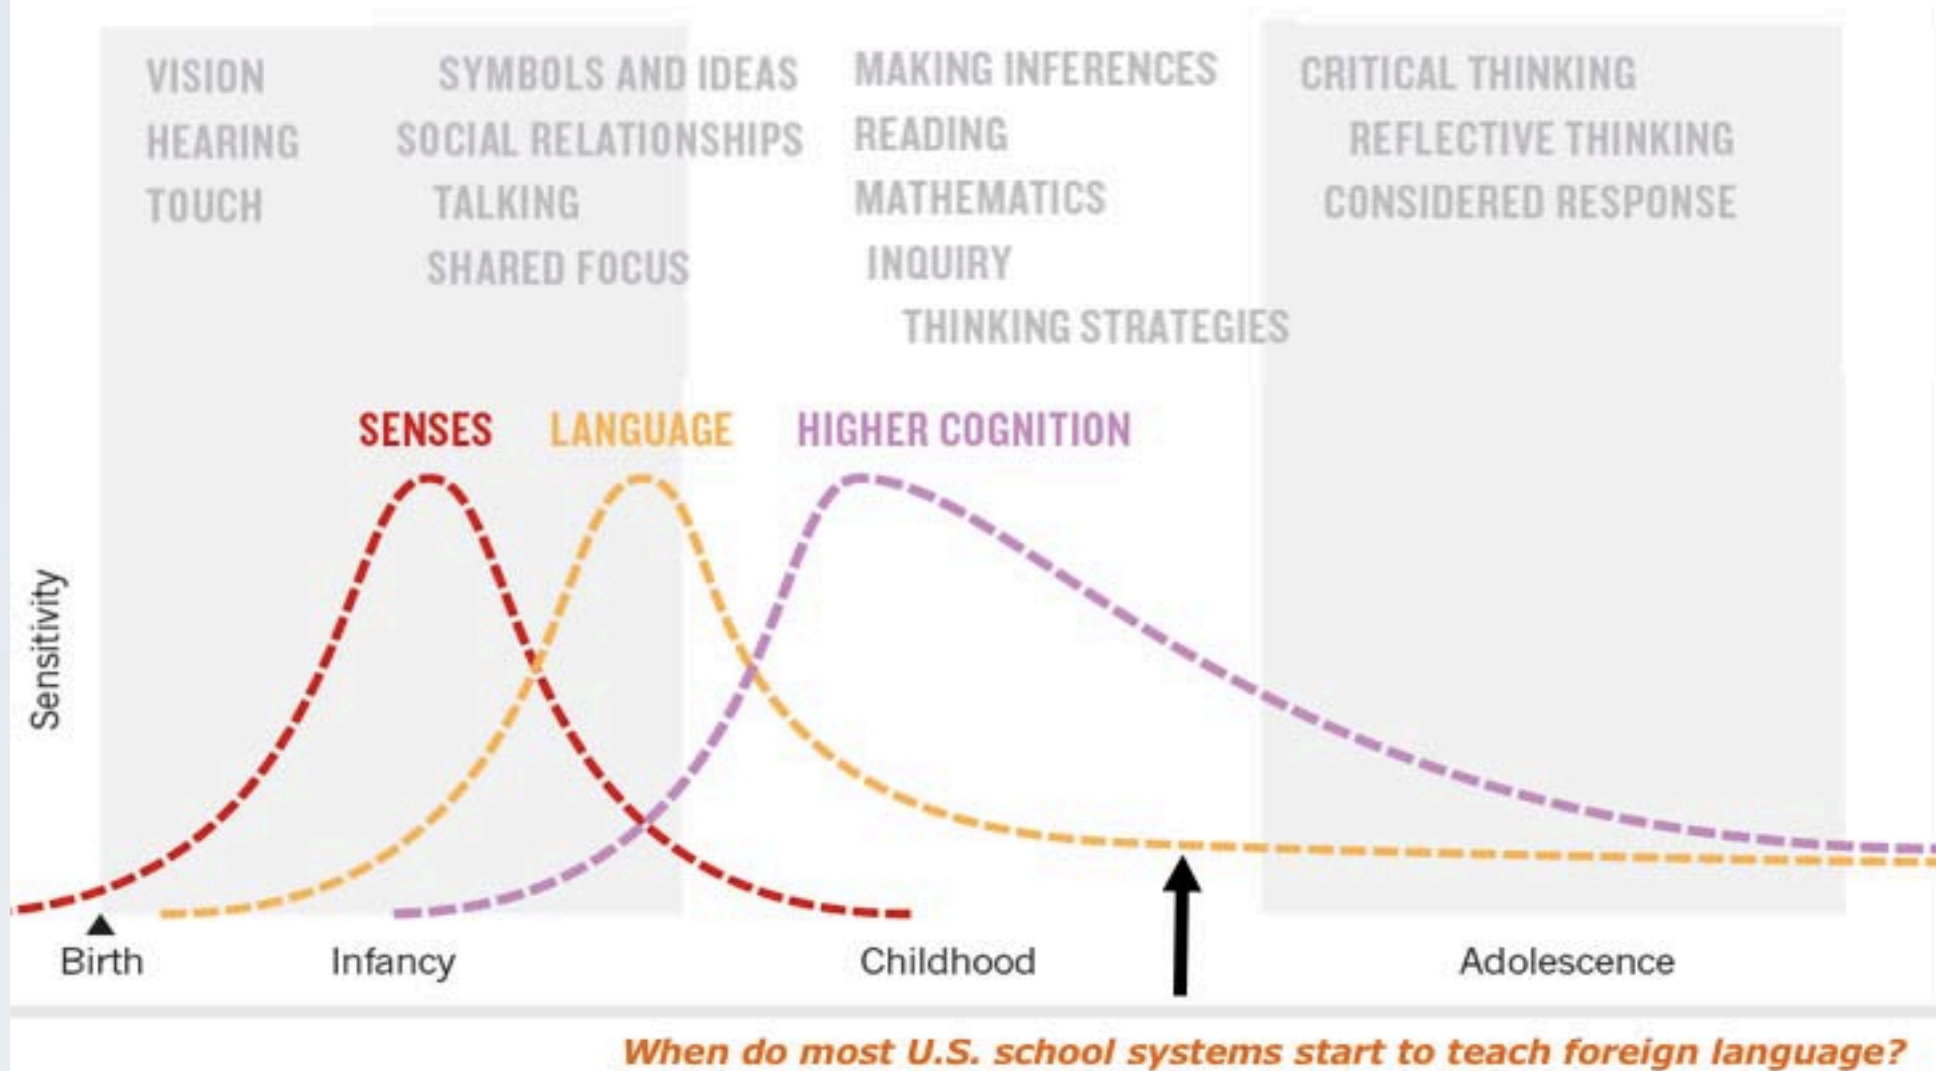 VISION
HEARING
TOUCH
SYMBOLS AND IDEAS
SOCIAL RELATIONSHIPS
TALKING
SHARED FOCUS
MAKING INFERENCES
READING
MATHEMATICS
INQUIRY
THINKING STRATEGIES
CRITICAL THINKING
REFLECTIVE THINKING
CONSIDERED RESPONSE
SENSES
LANGUAGE
HIGHER COGNITION
Sensitivity
Birth
Infancy
Childhood
Adolescence
When do most U.S. school systems start to teach foreign language?